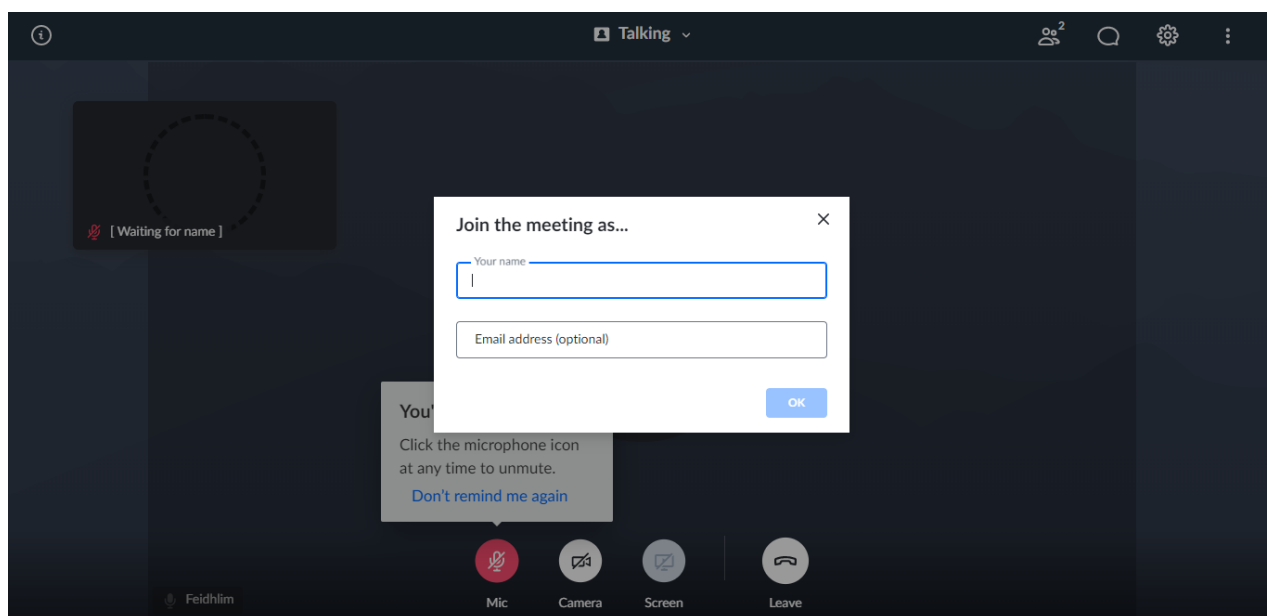 Talking
2
[ Waiting for name ]
Join the meeting as...
Your name
Email address (optional)
OK
You'
Click the microphone icon
at any time to unmute.
Don't remind me again
Feidhlim
Mic
Camera
Screen
Leave